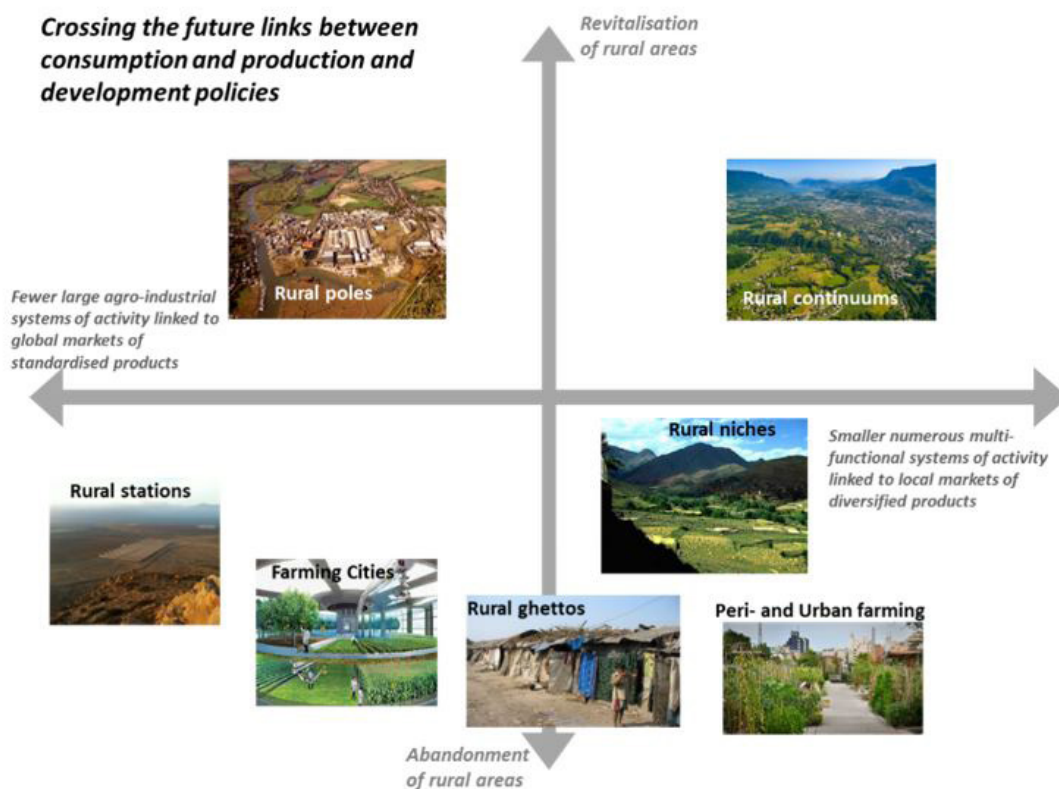 Crossing the future links between
consumption and production and
development policies
Revitalisation
of rural areas
Rural poles
Rural continuums
Fewer large agro-industrial
systems of activity linked to
global markets of
standardised products
Rural niches
Smaller numerous multi-
functional systems of activity
linked to local markets of
diversified products
Rural stations
Farming Cities
Rural ghettos
Peri- and Urban farming
Abandonment
of rural areas